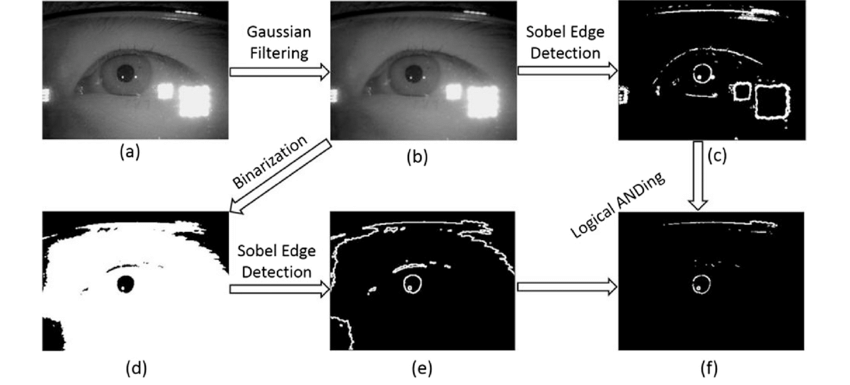 Gaussian
Filtering
Sobel Edge
Detection
(a)
(b)
(c)
Binarization
Logical ANDing
Sobel Edge
Detection
(d)
(e)
(f)